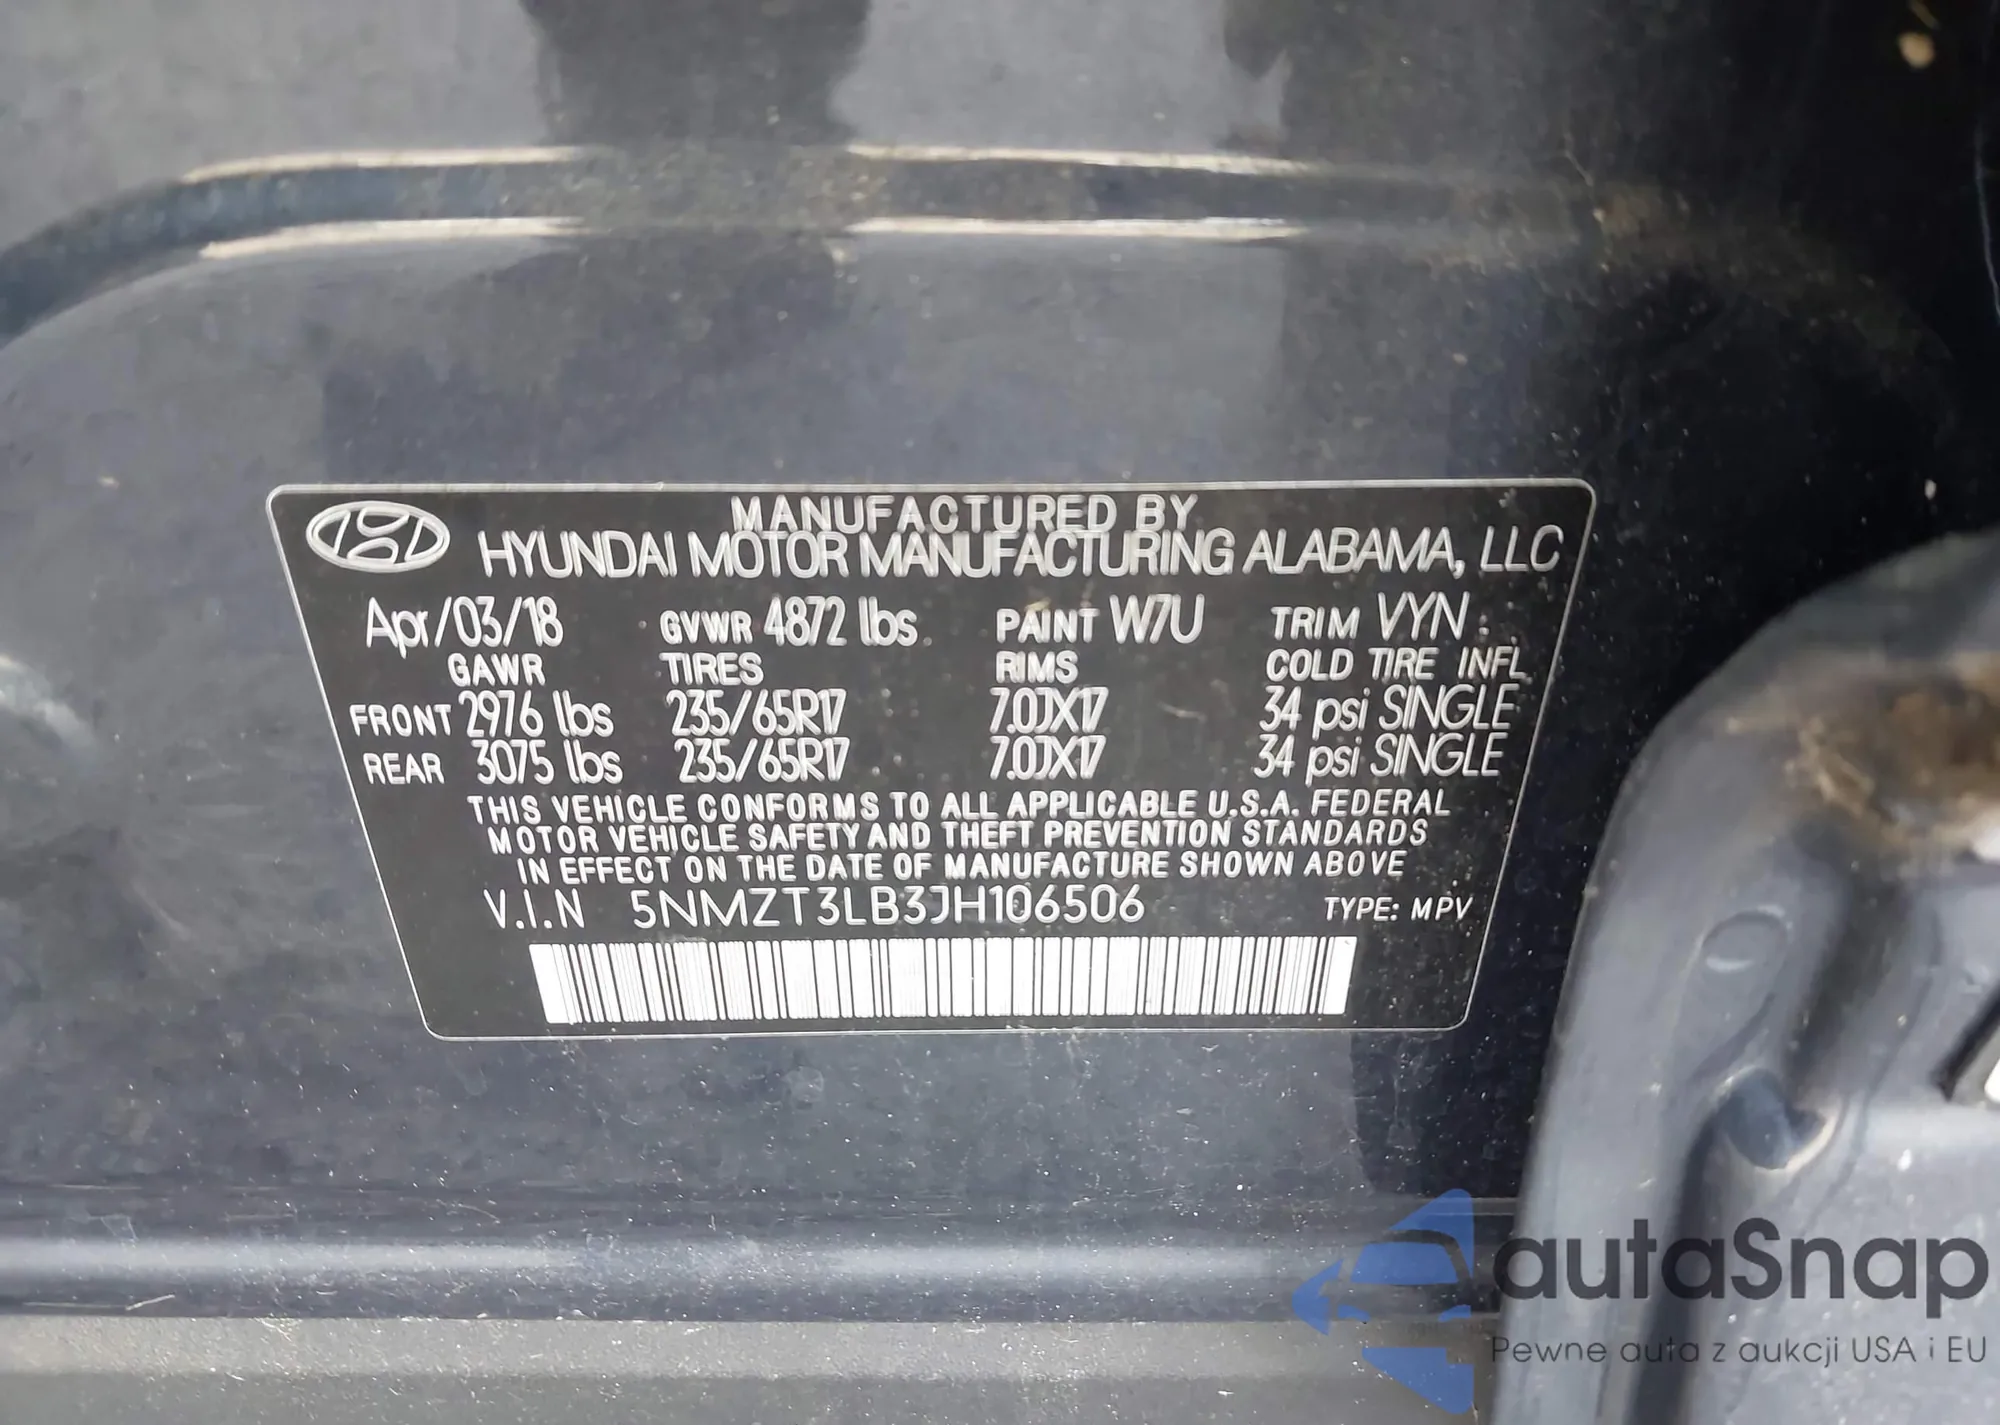 MANUFACTURED BY
HYUNDAI MOTOR MANUFACTURING ALABAMA, LLC
Apr/03/18 GVWR 4872 lbs PAINT W7U TRIM VYN
GAWR TIRES RIMS COLD TIRE INFL
FRONT 2976 lbs 235/65R17 7.0JX17 34 psi SINGLE
REAR 3075 lbs 235/65R17 7.0JX17 34 psi SINGLE
THIS VEHICLE CONFORMS TO ALL APPLICABLE U.S.A. FEDERAL
MOTOR VEHICLE SAFETY AND THEFT PREVENTION STANDARDS
IN EFFECT ON THE DATE OF MANUFACTURE SHOWN ABOVE
V.I.N 5NMZT3LB3JH106506 TYPE: MPV
autaSnap
Pewne auta z aukcji USA i EU